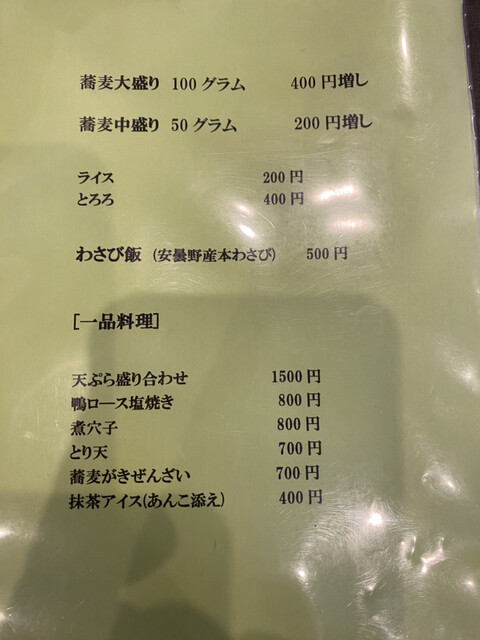 蕎麦大盛り 100グラム 400円増し
蕎麦中盛り 50グラム 200円増し
ライス 200円
とろろ 400円
わさび飯 (安曇野産本わさび) 500円
[一品料理]
天ぷら盛り合わせ 1500円
鴨ロース塩焼き 800円
煮穴子 800円
とり天 700円
蕎麦がきぜんざい 700円
抹茶アイス(あんこ添え) 400円